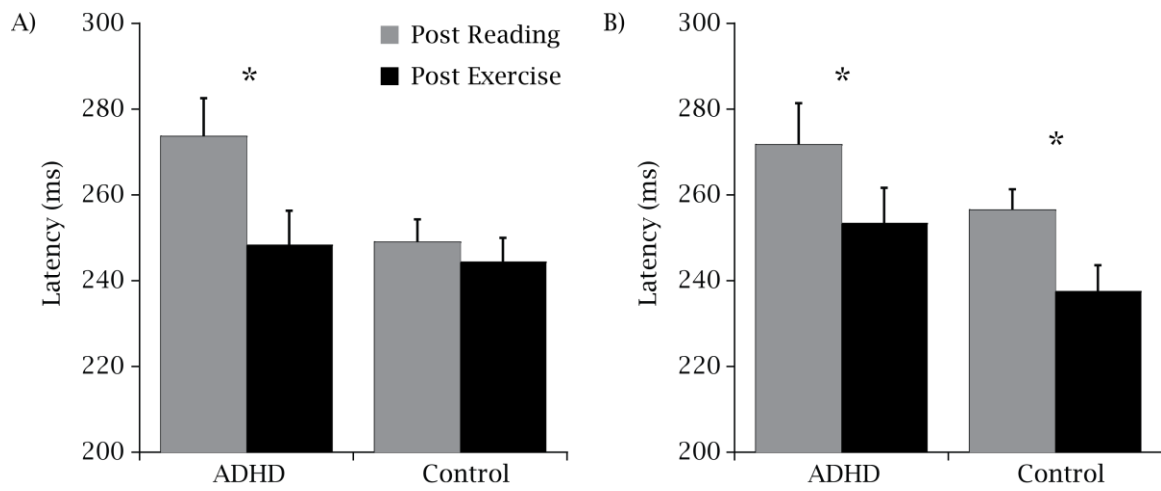 A)
Latency (ms)
300
280
260
240
220
200
Post Reading
Post Exercise
*
ADHD
Control
B)
Latency (ms)
300
280
260
240
220
200
*
*
ADHD
Control